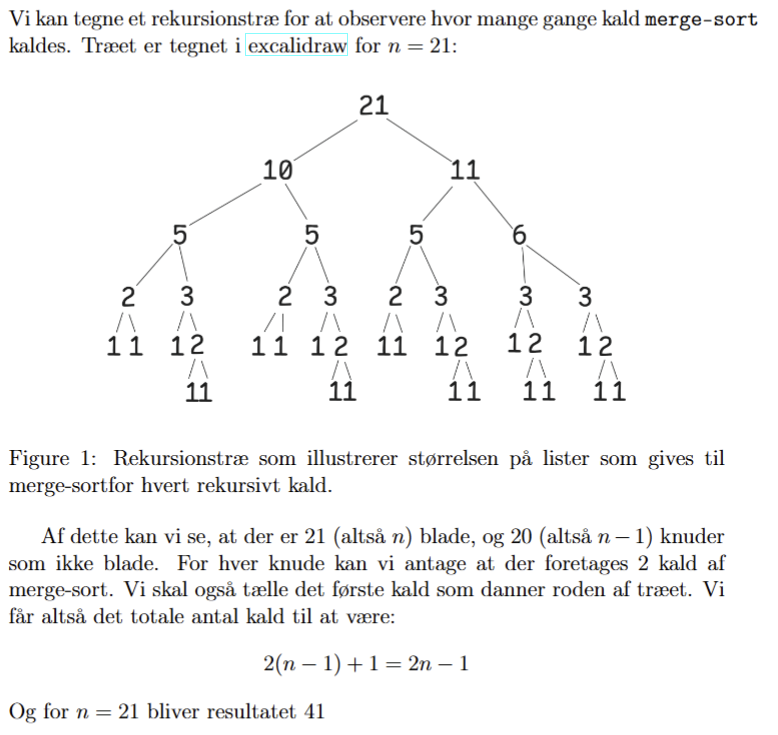 Vi kan tegne et rekursionstræ for at observere hvor mange gange kald merge-sort
kaldes. Træet er tegnet i excalidraw for n = 21:
21
10 11
5 5 5 6
2 3 2 3 2 3 3 3
1 1 1 2 1 1 1 2 1 1 1 2 1 2 1 2
1 1 1 1 1 1 1 1 1 1
Figure 1: Rekursionstræ som illustrerer størrelsen på lister som gives til
merge-sortfor hvert rekursivt kald.
Af dette kan vi se, at der er 21 (altså n) blade, og 20 (altså n − 1) knuder
som ikke blade. For hver knude kan vi antage at der foretages 2 kald af
merge-sort. Vi skal også tælle det første kald som danner roden af træet. Vi
får altså det totale antal kald til at være:
2(n − 1) + 1 = 2n − 1
Og for n = 21 bliver resultatet 41